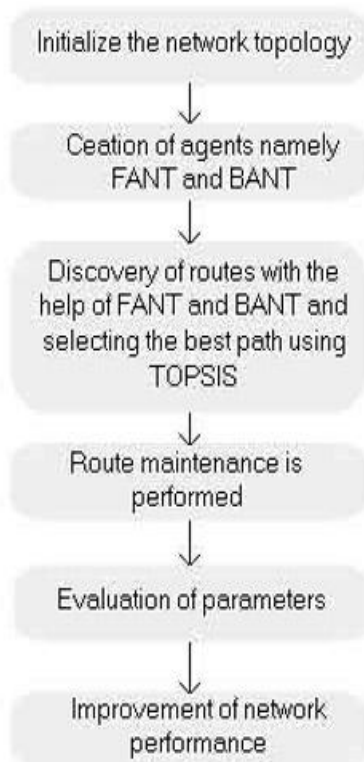 Initialize the network topology
Ceation of agents namely
FANT and BANT
Discovery of routes with the
help of FANT and BANT and
selecting the best path using
TOPSIS
Route maintenance is
performed
Evaluation of parameters
Improvement of network
performance